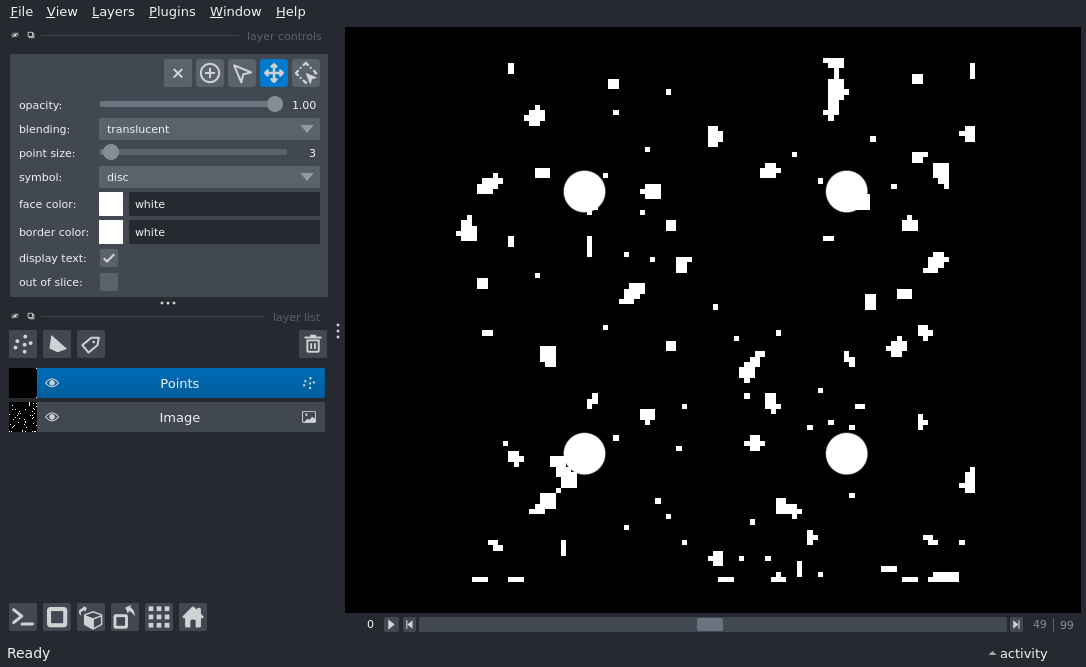 File View Layers Plugins Window Help
layer controls
opacity: 1.00
blending: translucent
point size: 3
symbol: disc
face color: white
border color: white
display text:
out of slice:
layer list
Points
Image
0 49 99
Ready activity